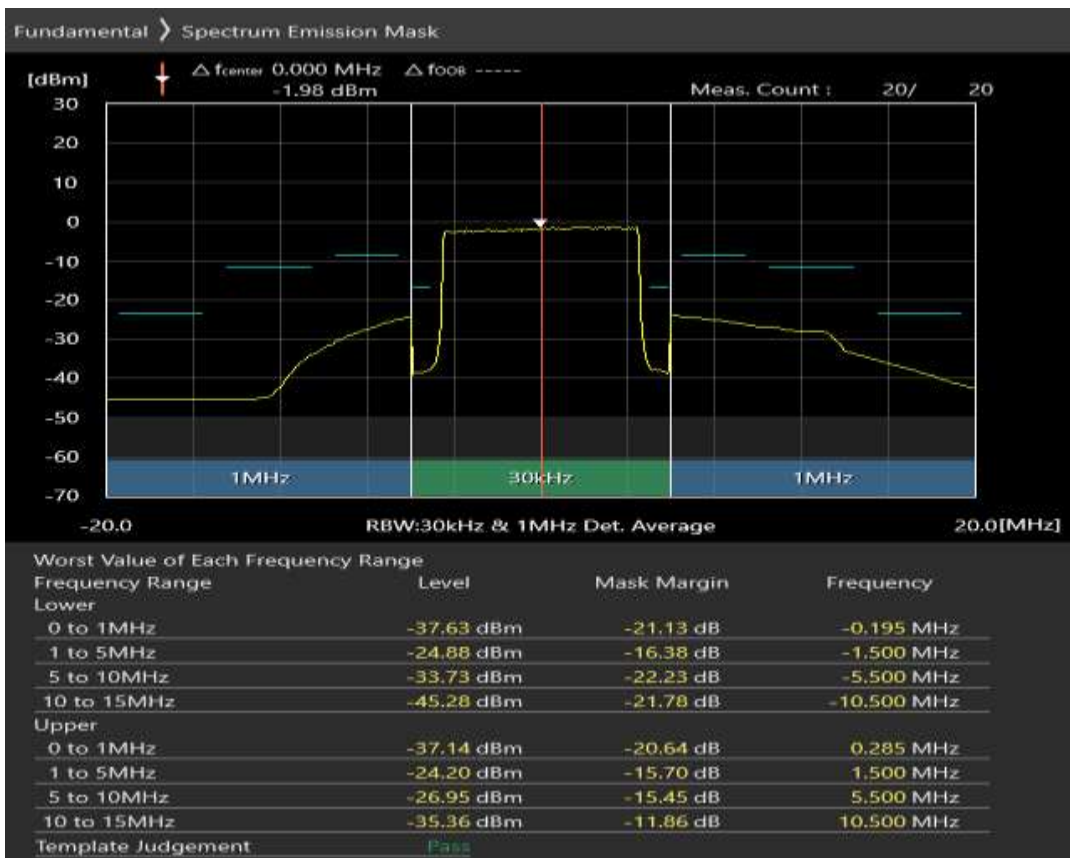 Fundamental ❯ Spectrum Emission Mask
[dBm] Δ fcenter 0.000 MHz Δ fOOB -----
-1.98 dBm Meas. Count : 20/ 20
30
20
10
0
-10
-20
-30
-40
-50
-60
1MHz 30kHz 1MHz
-70
-20.0 RBW:30kHz & 1MHz Det. Average 20.0[MHz]
Worst Value of Each Frequency Range
Frequency Range Level Mask Margin Frequency
Lower
0 to 1MHz -37.63 dBm -21.13 dB -0.195 MHz
1 to 5MHz -24.88 dBm -16.38 dB -1.500 MHz
5 to 10MHz -33.73 dBm -22.23 dB -5.500 MHz
10 to 15MHz -45.28 dBm -21.78 dB -10.500 MHz
Upper
0 to 1MHz -37.14 dBm -20.64 dB 0.285 MHz
1 to 5MHz -24.20 dBm -15.70 dB 1.500 MHz
5 to 10MHz -26.95 dBm -15.45 dB 5.500 MHz
10 to 15MHz -35.36 dBm -11.86 dB 10.500 MHz
Template Judgement Pass